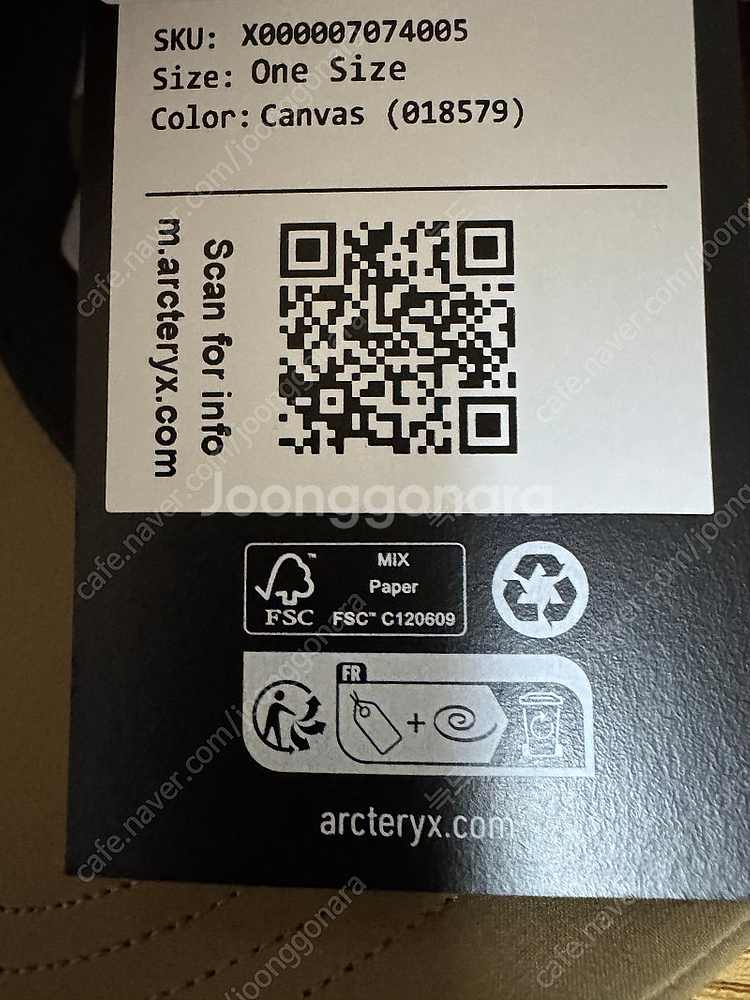 SKU: X000007074005
Size: One Size
Color: Canvas (018579)
Scan for info
m.arcteryx.com
Joonggonara
FSC™
MIX
Paper
FSC™ C120609
FR
arcteryx.com
cafe.naver.com/joonggonara